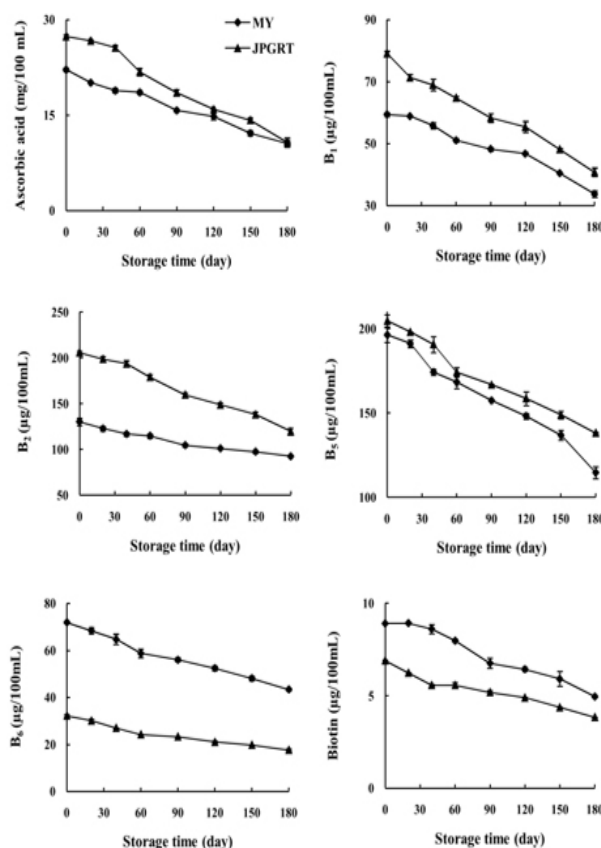 MY
JPGRT
Ascorbic acid (mg/100 mL)
30
15
0
0 30 60 90 120 150 180
Storage time (day)
B1 (µg/100mL)
90
70
50
30
0 30 60 90 120 150 180
Storage time (day)
B2 (µg/100mL)
250
200
150
100
50
0 30 60 90 120 150 180
Storage time (day)
B5 (µg/100mL)
200
150
100
0 30 60 90 120 150 180
Storage time (day)
B6 (µg/100mL)
80
60
40
20
0
0 30 60 90 120 150 180
Storage time (day)
Biotin (µg/100mL)
10
5
0
0 30 60 90 120 150 180
Storage time (day)